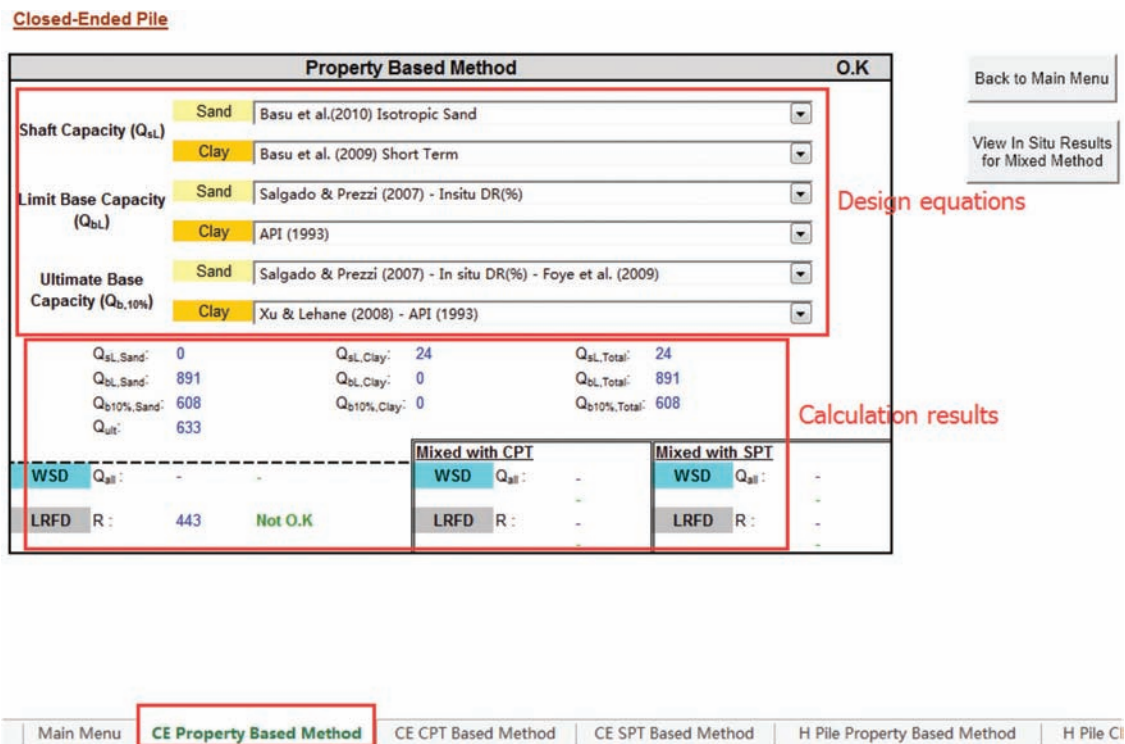 Closed-Ended Pile
Property Based Method O.K
Back to Main Menu
Shaft Capacity (QsL)
Sand Basu et al.(2010) Isotropic Sand
Clay Basu et al. (2009) Short Term
View In Situ Results
for Mixed Method
Limit Base Capacity
(QbL)
Sand Salgado & Prezzi (2007) - Insitu DR(%)
Clay API (1993)
Design equations
Ultimate Base
Capacity (Qb,10%)
Sand Salgado & Prezzi (2007) - In situ DR(%) - Foye et al. (2009)
Clay Xu & Lehane (2008) - API (1993)
QsL,Sand: 0 QsL,Clay: 24 QsL,Total: 24
QbL,Sand: 891 QbL,Clay: 0 QbL,Total: 891
Qb10%,Sand: 608 Qb10%,Clay: 0 Qb10%,Total: 608
Qult: 633
Calculation results
Mixed with CPT Mixed with SPT
WSD Qall : - - WSD Qall : - WSD Qall : -
- -
LRFD R : 443 Not O.K LRFD R : - LRFD R : -
- -
Main Menu CE Property Based Method CE CPT Based Method CE SPT Based Method H Pile Property Based Method H Pile C